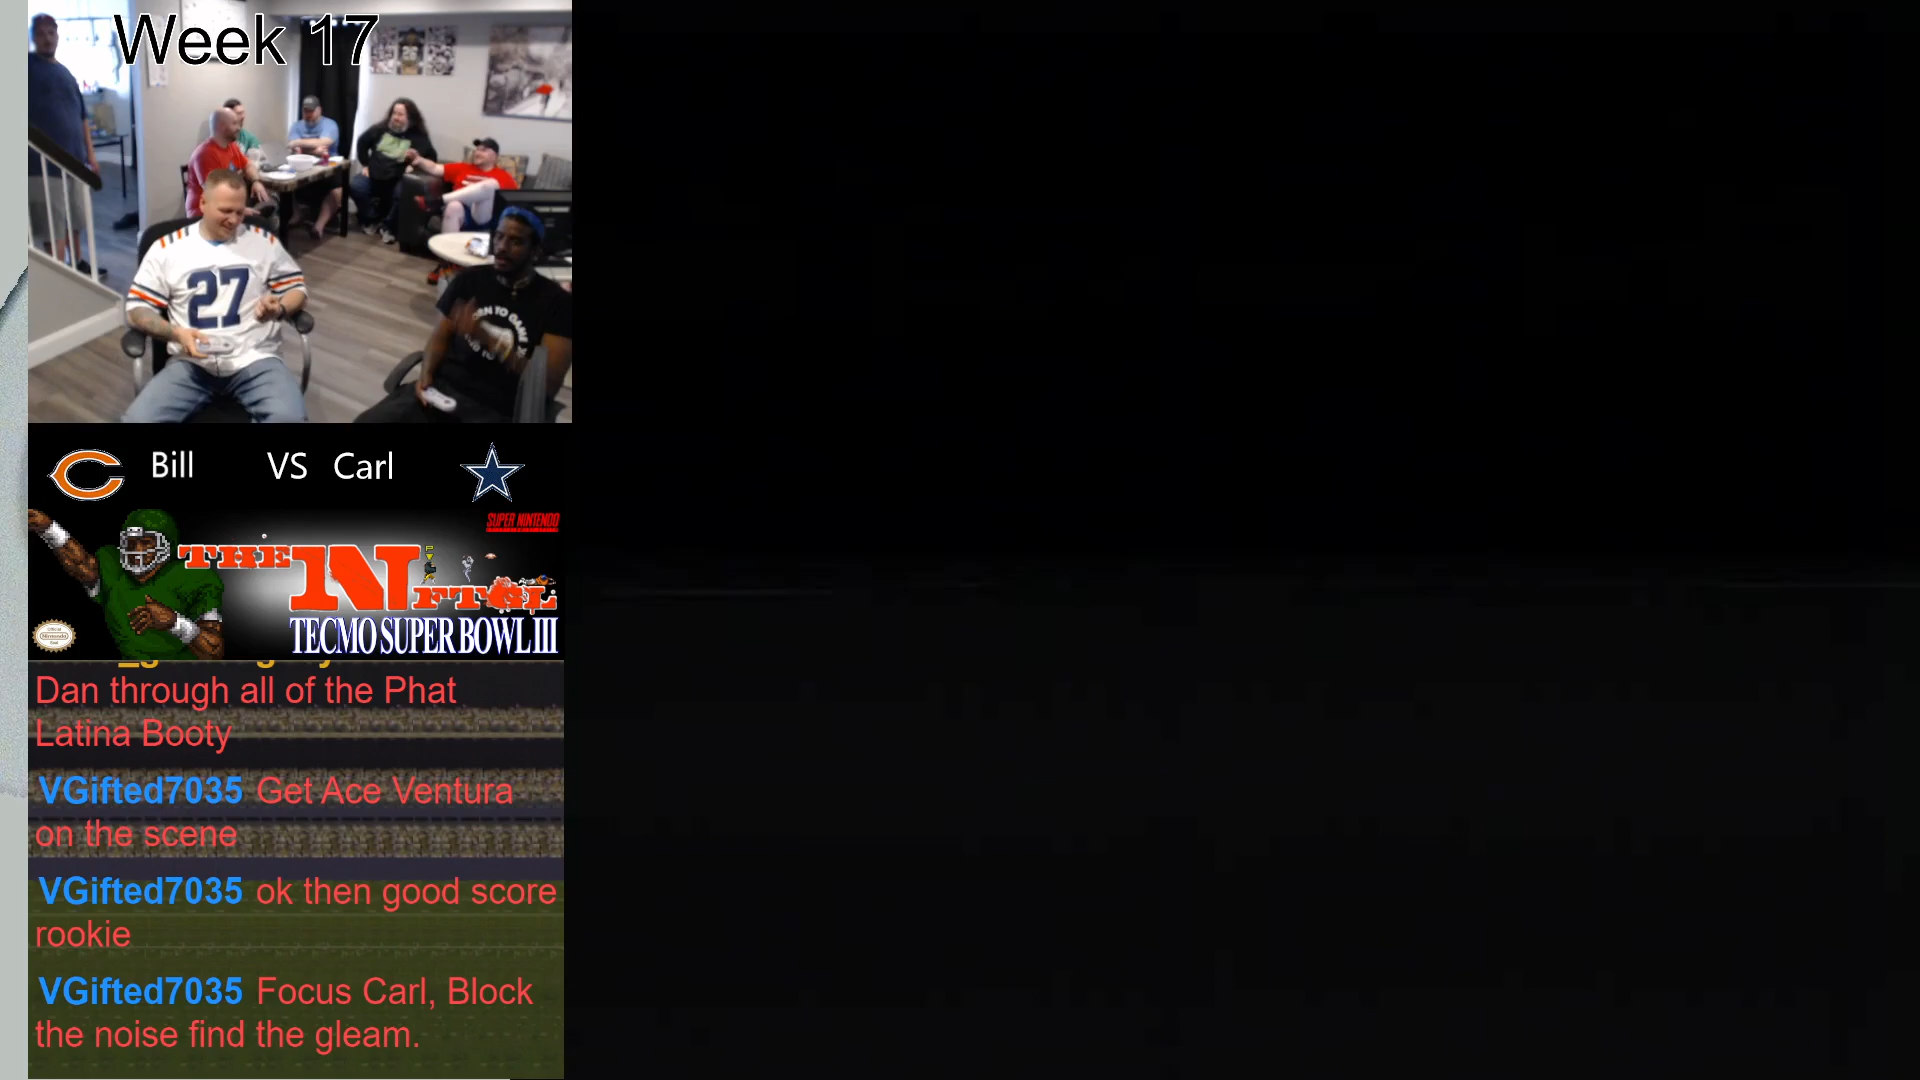 Week 17
27
Bill VS Carl
SUPER NINTENDO
THE NFTSL
TECMO SUPER BOWL III
Dan through all of the Phat
Latina Booty
VGifted7035 Get Ace Ventura
on the scene
VGifted7035 ok then good score
rookie
VGifted7035 Focus Carl, Block
the noise find the gleam.